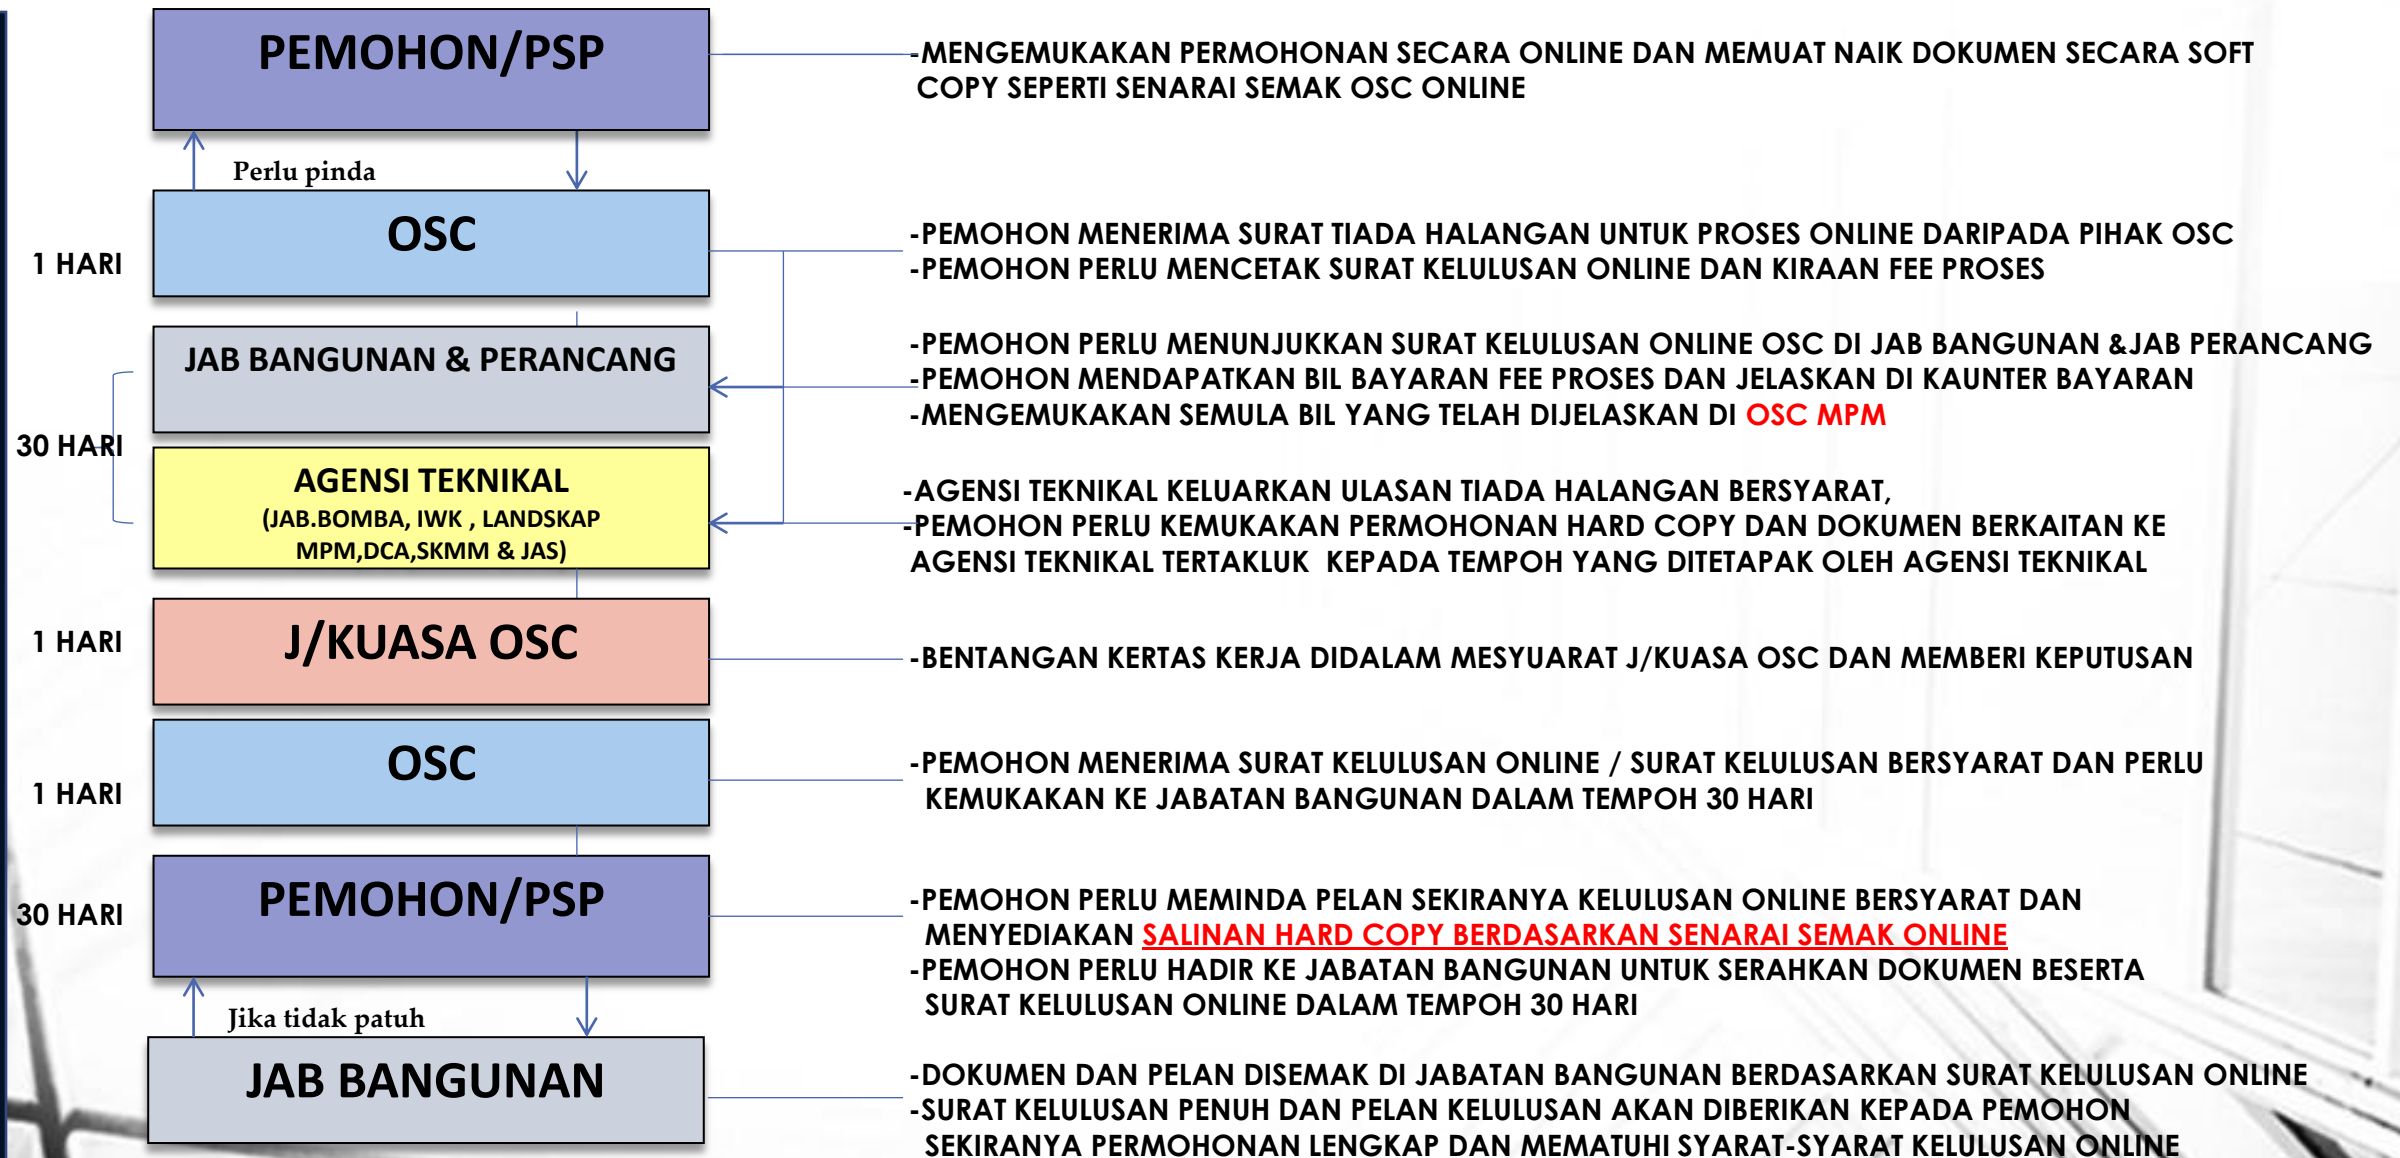 PEMOHON/PSP
-MENGEMUKAKAN PERMOHONAN SECARA ONLINE DAN MEMUAT NAIK DOKUMEN SECARA SOFT
COPY SEPERTI SENARAI SEMAK OSC ONLINE
Perlu pinda
1 HARI
OSC
-PEMOHON MENERIMA SURAT TIADA HALANGAN UNTUK PROSES ONLINE DARIPADA PIHAK OSC
-PEMOHON PERLU MENCETAK SURAT KELULUSAN ONLINE DAN KIRAAN FEE PROSES
30 HARI
JAB BANGUNAN & PERANCANG
-PEMOHON PERLU MENUNJUKKAN SURAT KELULUSAN ONLINE OSC DI JAB BANGUNAN &JAB PERANCANG
-PEMOHON MENDAPATKAN BIL BAYARAN FEE PROSES DAN JELASKAN DI KAUNTER BAYARAN
-MENGEMUKAKAN SEMULA BIL YANG TELAH DIJELASKAN DI OSC MPM
AGENSI TEKNIKAL
(JAB.BOMBA, IWK , LANDSKAP
MPM,DCA,SKMM & JAS)
-AGENSI TEKNIKAL KELUARKAN ULASAN TIADA HALANGAN BERSYARAT,
-PEMOHON PERLU KEMUKAKAN PERMOHONAN HARD COPY DAN DOKUMEN BERKAITAN KE
AGENSI TEKNIKAL TERTAKLUK KEPADA TEMPOH YANG DITETAPAK OLEH AGENSI TEKNIKAL
1 HARI
J/KUASA OSC
-BENTANGAN KERTAS KERJA DIDALAM MESYUARAT J/KUASA OSC DAN MEMBERI KEPUTUSAN
1 HARI
OSC
-PEMOHON MENERIMA SURAT KELULUSAN ONLINE / SURAT KELULUSAN BERSYARAT DAN PERLU
KEMUKAKAN KE JABATAN BANGUNAN DALAM TEMPOH 30 HARI
30 HARI
PEMOHON/PSP
-PEMOHON PERLU MEMINDA PELAN SEKIRANYA KELULUSAN ONLINE BERSYARAT DAN
MENYEDIAKAN SALINAN HARD COPY BERDASARKAN SENARAI SEMAK ONLINE
-PEMOHON PERLU HADIR KE JABATAN BANGUNAN UNTUK SERAHKAN DOKUMEN BESERTA
SURAT KELULUSAN ONLINE DALAM TEMPOH 30 HARI
Jika tidak patuh
JAB BANGUNAN
-DOKUMEN DAN PELAN DISEMAK DI JABATAN BANGUNAN BERDASARKAN SURAT KELULUSAN ONLINE
-SURAT KELULUSAN PENUH DAN PELAN KELULUSAN AKAN DIBERIKAN KEPADA PEMOHON
SEKIRANYA PERMOHONAN LENGKAP DAN MEMATUHI SYARAT-SYARAT KELULUSAN ONLINE